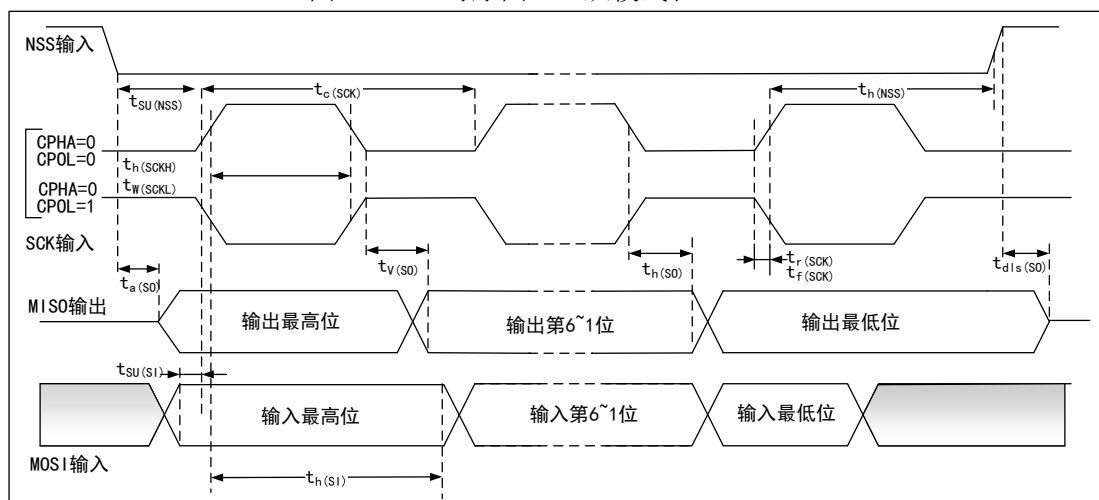 NSS输入
tSU(NSS)
tc(SCK)
th(NSS)
CPHA=0
CPOL=0
th(SCKH)
CPHA=0
tW(SCKL)
CPOL=1
SCK输入
ta(SO)
tV(SO)
th(SO)
tr(SCK)
tf(SCK)
tdls(SO)
MISO输出
输出最高位
输出第6~1位
输出最低位
tSU(SI)
输入最高位
输入第6~1位
输入最低位
MOSI输入
th(SI)